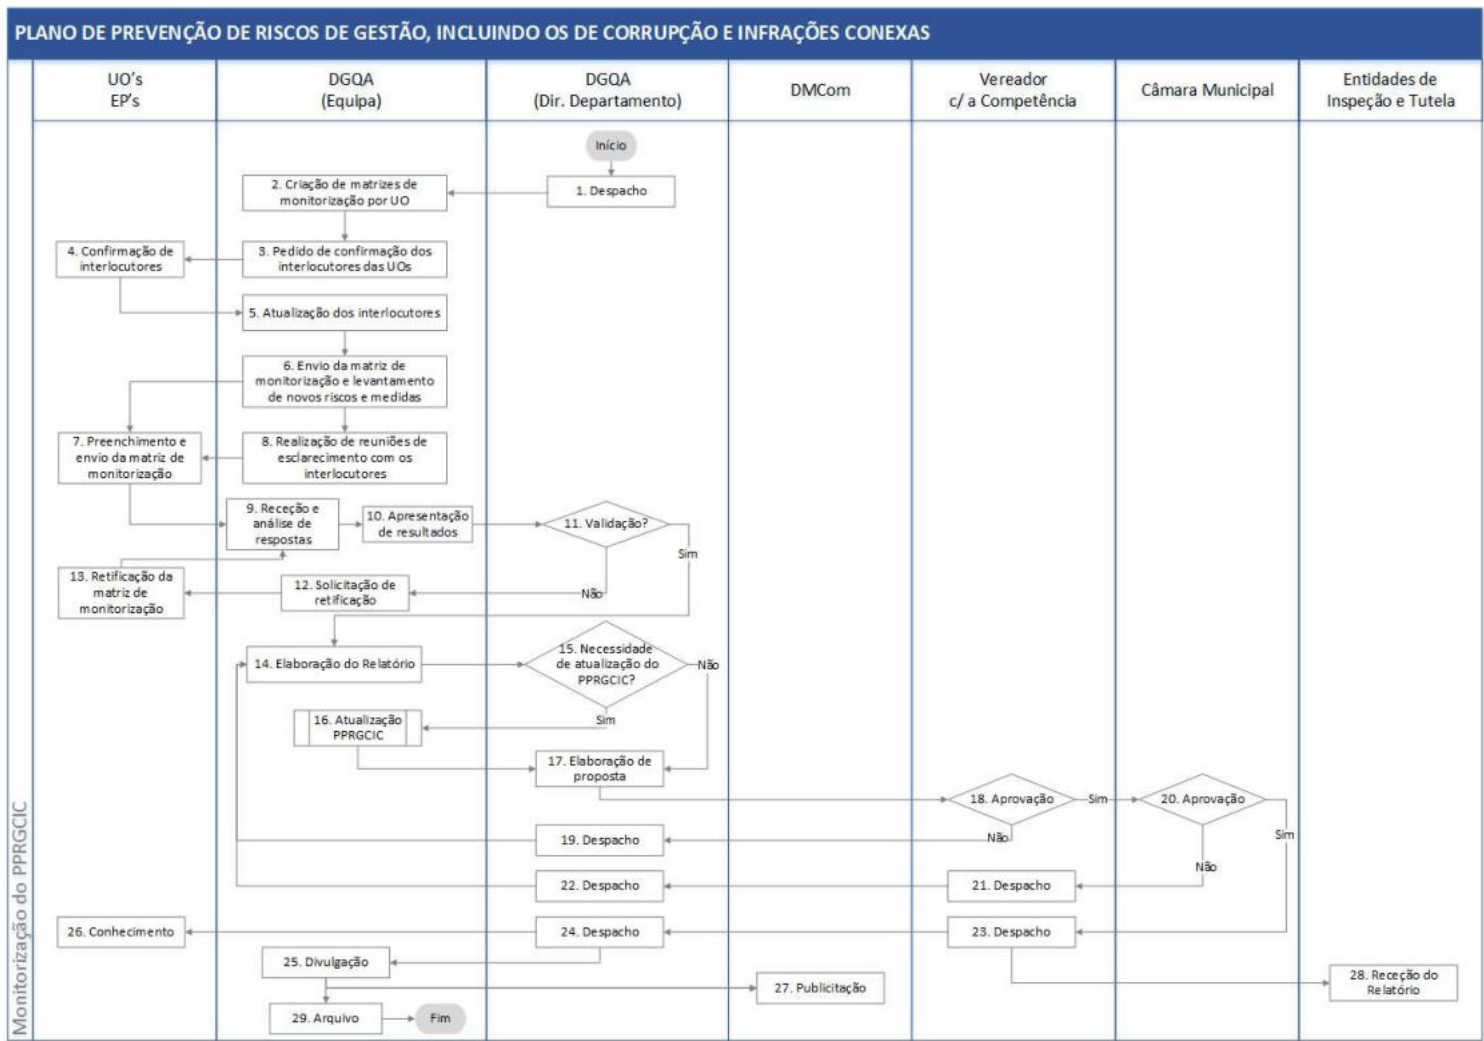 PLANO DE PREVENÇÃO DE RISCOS DE GESTÃO, INCLUINDO OS DE CORRUPÇÃO E INFRAÇÕES CONEXAS
UO's
EP's
DGQA
(Equipa)
DGQA
(Dir. Departamento)
DMCom
Vereador
c/ a Competência
Câmara Municipal
Entidades de
Inspeção e Tutela
Monitorização do PPRGCIC
Início
1. Despacho
2. Criação de matrizes de
monitorização por UO
3. Pedido de confirmação dos
interlocutores das UOs
4. Confirmação de
interlocutores
5. Atualização dos interlocutores
6. Envio da matriz de
monitorização e levantamento
de novos riscos e medidas
7. Preenchimento e
envio da matriz de
monitorização
8. Realização de reuniões de
esclarecimento com os
interlocutores
9. Receção e
análise de
respostas
10. Apresentação
de resultados
11. Validação?
Sim
Não
12. Solicitação de
retificação
13. Retificação da
matriz de
monitorização
14. Elaboração do Relatório
15. Necessidade
de atualização do
PPRGCIC?
Não
Sim
16. Atualização
PPRGCIC
17. Elaboração de
proposta
18. Aprovação
Sim
Não
20. Aprovação
Sim
Não
19. Despacho
22. Despacho
21. Despacho
26. Conhecimento
24. Despacho
23. Despacho
25. Divulgação
27. Publicitação
28. Receção do
Relatório
29. Arquivo
Fim